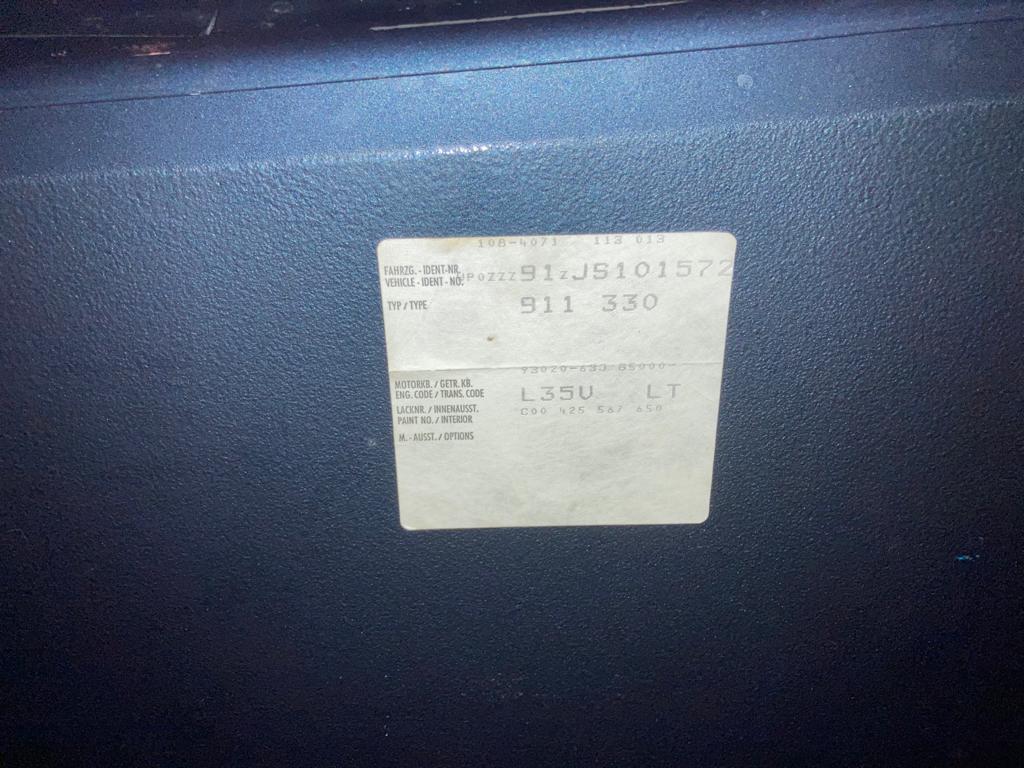 108-4071 113 013
FAHRZG.-IDENT-NR.
VEHICLE-IDENT-NO. WP0ZZZ91ZJS101572
TYP/TYPE 911 330
93020-633 85000-
MOTORKB./GETR.KB.
ENG.CODE/TRANS.CODE L35U LT
LACKNR./INNENAUSST. C00 425 567 650
PAINT NO./INTERIOR
M.-AUSST./OPTIONS